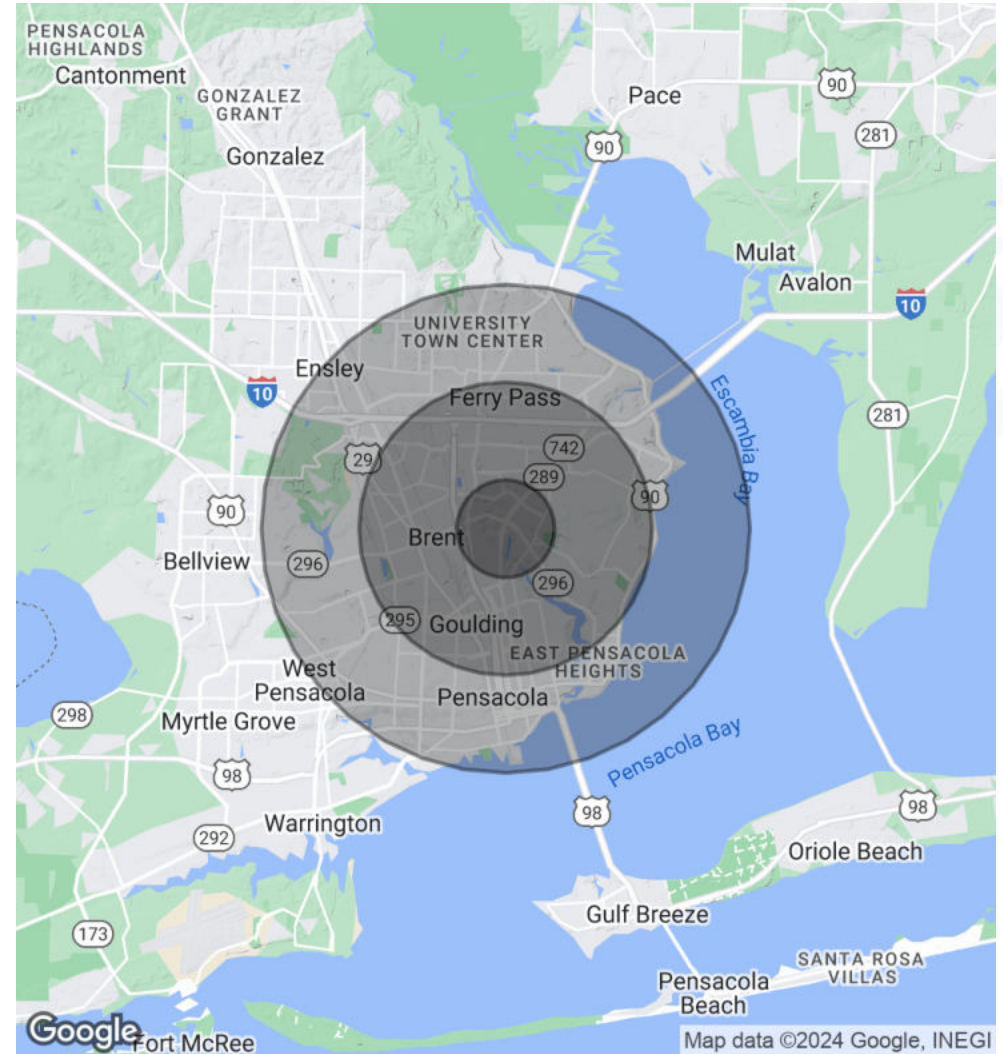 PENSACOLA
HIGHLANDS
Cantonment
GONZALEZ
GRANT
Gonzalez
Pace
90
90
281
Mulat
Avalon
10
UNIVERSITY
TOWN CENTER
Ensley
10
Ferry Pass
Escambia Bay
281
29
742
289
90
90
Brent
Bellview
296
296
295
Goulding
EAST PENSACOLA
HEIGHTS
West
Pensacola
Pensacola
298
Myrtle Grove
Pensacola Bay
98
98
98
292
Warrington
Oriole Beach
Gulf Breeze
173
SANTA ROSA
VILLAS
Pensacola
Beach
Google
Fort McRee
Map data ©2024 Google, INEGI